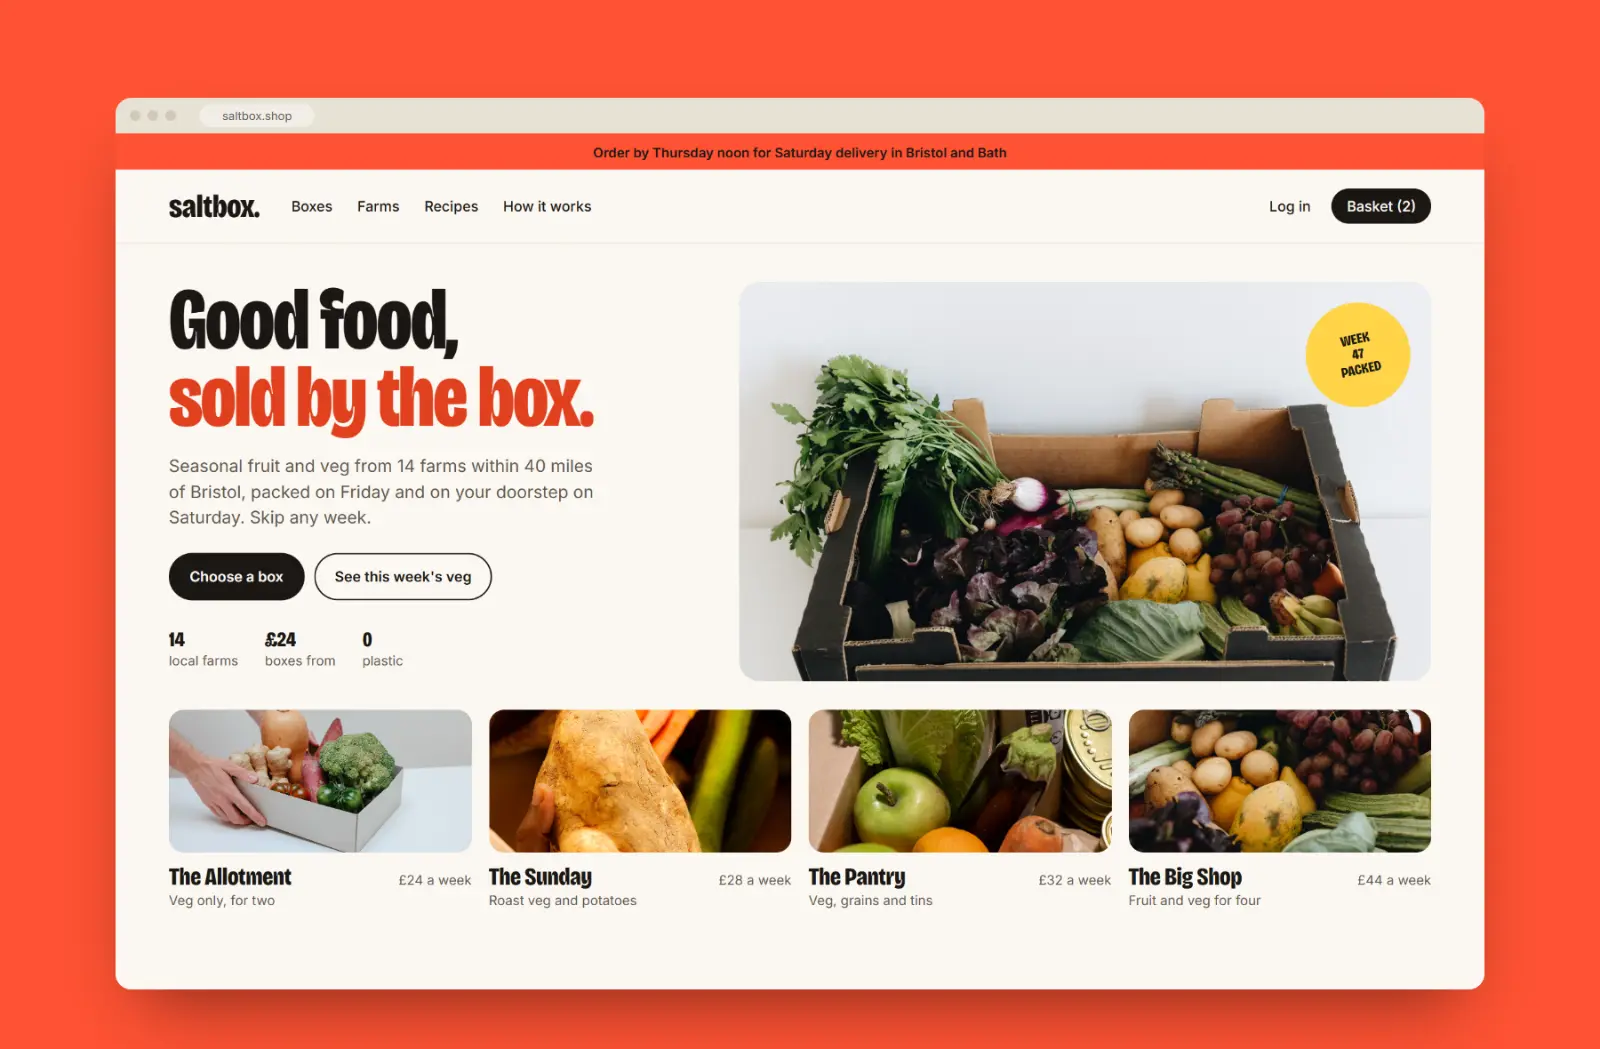 saltbox.shop
Order by Thursday noon for Saturday delivery in Bristol and Bath
saltbox.
Boxes
Farms
Recipes
How it works
Log in
Basket (2)
Good food,
sold by the box.
Seasonal fruit and veg from 14 farms within 40 miles
of Bristol, packed on Friday and on your doorstep on
Saturday. Skip any week.
Choose a box
See this week's veg
14
local farms
£24
boxes from
0
plastic
WEEK
47
PACKED
The Allotment
£24 a week
Veg only, for two
The Sunday
£28 a week
Roast veg and potatoes
The Pantry
£32 a week
Veg, grains and tins
The Big Shop
£44 a week
Fruit and veg for four